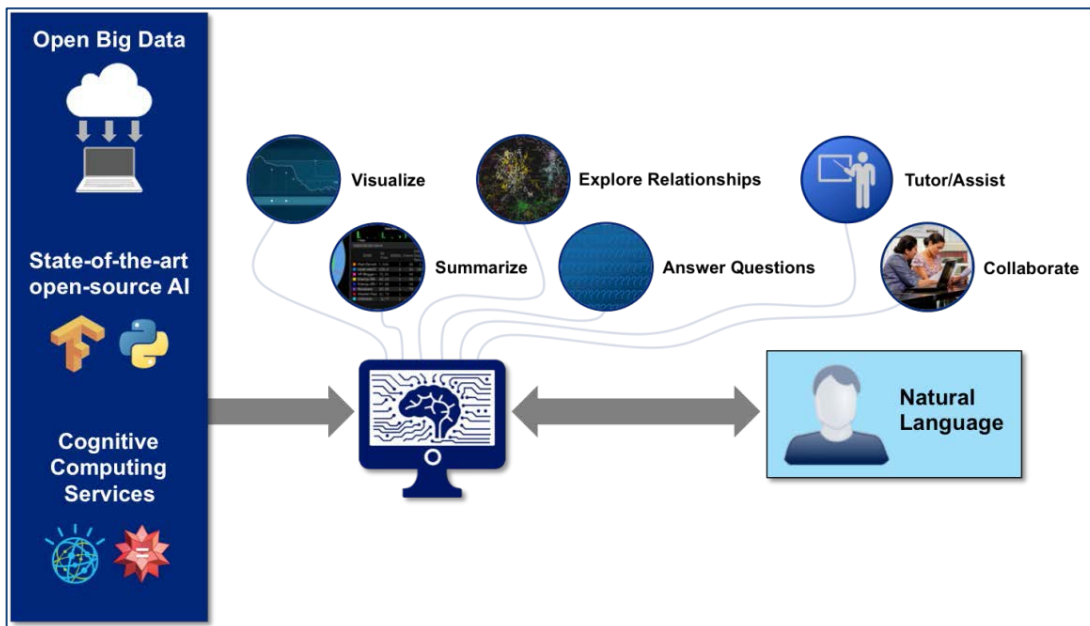 Open Big Data
State-of-the-art
open-source AI
Cognitive
Computing
Services
Visualize
Explore Relationships
Tutor/Assist
Summarize
Answer Questions
Collaborate
Natural
Language